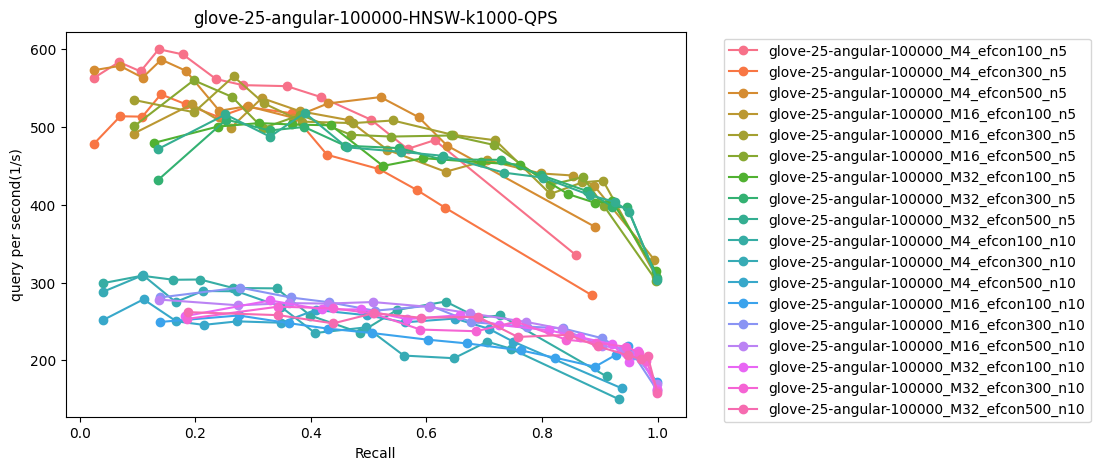 glove-25-angular-100000-HNSW-k1000-QPS
query per second(1/s)
600
500
400
300
200
0.0 0.2 0.4 0.6 0.8 1.0
Recall
glove-25-angular-100000_M4_efcon100_n5
glove-25-angular-100000_M4_efcon300_n5
glove-25-angular-100000_M4_efcon500_n5
glove-25-angular-100000_M16_efcon100_n5
glove-25-angular-100000_M16_efcon300_n5
glove-25-angular-100000_M16_efcon500_n5
glove-25-angular-100000_M32_efcon100_n5
glove-25-angular-100000_M32_efcon300_n5
glove-25-angular-100000_M32_efcon500_n5
glove-25-angular-100000_M4_efcon100_n10
glove-25-angular-100000_M4_efcon300_n10
glove-25-angular-100000_M4_efcon500_n10
glove-25-angular-100000_M16_efcon100_n10
glove-25-angular-100000_M16_efcon300_n10
glove-25-angular-100000_M16_efcon500_n10
glove-25-angular-100000_M32_efcon100_n10
glove-25-angular-100000_M32_efcon300_n10
glove-25-angular-100000_M32_efcon500_n10